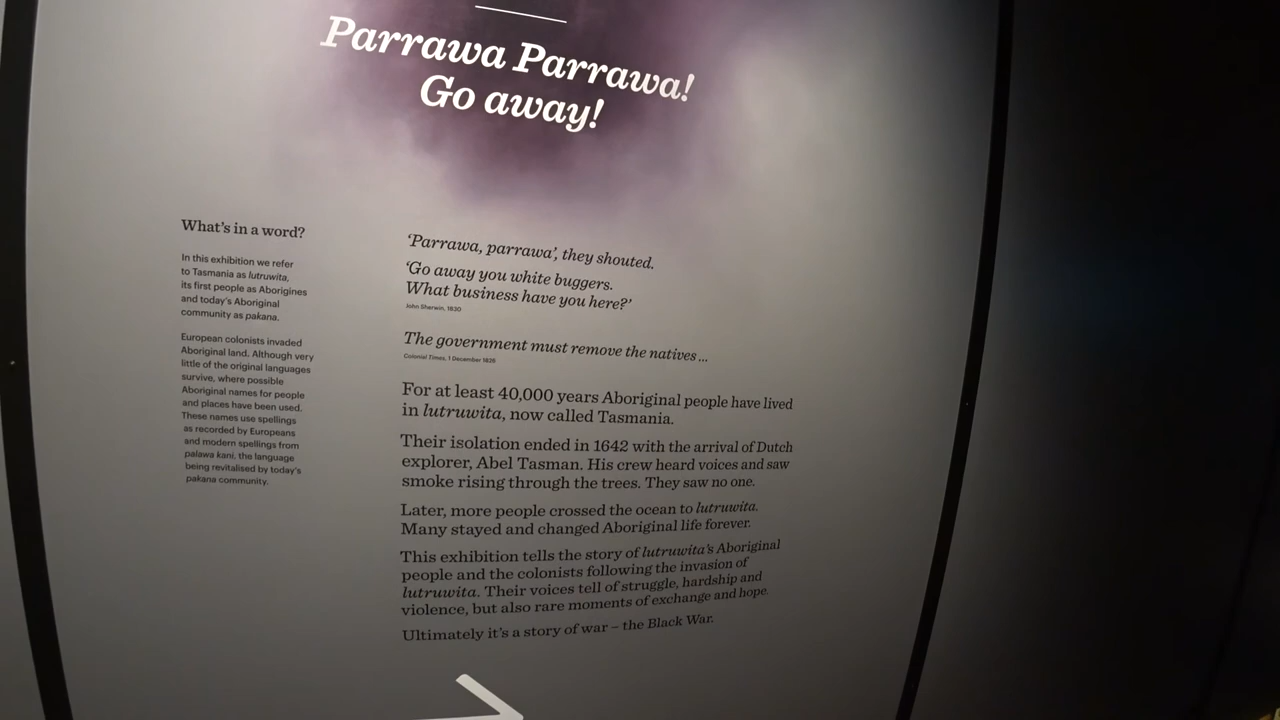 Parrawa Parrawa!
Go away!
What's in a word?
In this exhibition we refer
to Tasmania as lutruwita,
its first people as Aborigines
and today's Aboriginal
community as pakana.
European colonists invaded
Aboriginal land. Although very
little of the original languages
survive, where possible
Aboriginal names for people
and places have been used.
These names use spellings
as recorded by Europeans
and modern spellings from
palawa kani, the language
being revitalised by today's
pakana community.
'Parrawa, parrawa', they shouted.
'Go away you white buggers.
What business have you here?'
John Sherwin, 1830
The government must remove the natives ...
Colonial Times, 1 December 1826
For at least 40,000 years Aboriginal people have lived
in lutruwita, now called Tasmania.
Their isolation ended in 1642 with the arrival of Dutch
explorer, Abel Tasman. His crew heard voices and saw
smoke rising through the trees. They saw no one.
Later, more people crossed the ocean to lutruwita.
Many stayed and changed Aboriginal life forever.
This exhibition tells the story of lutruwita's Aboriginal
people and the colonists following the invasion of
lutruwita. Their voices tell of struggle, hardship and
violence, but also rare moments of exchange and hope.
Ultimately it's a story of war – the Black War.